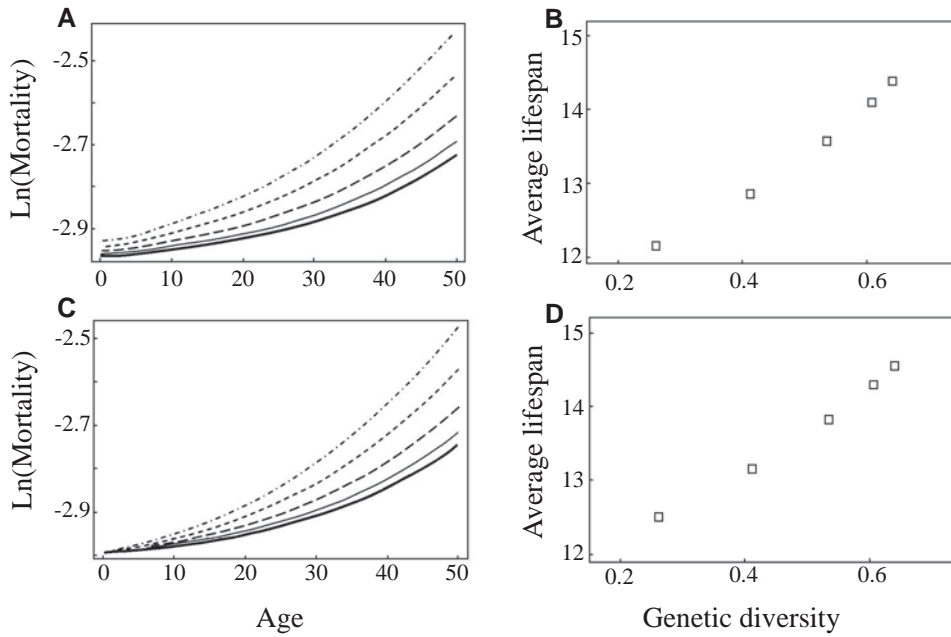 A
Ln(Mortality)
-2.5
-2.7
-2.9
0 10 20 30 40 50
B
Average lifespan
15
14
13
12
0.2 0.4 0.6
C
Ln(Mortality)
-2.5
-2.7
-2.9
0 10 20 30 40 50
Age
D
Average lifespan
15
14
13
12
0.2 0.4 0.6
Genetic diversity